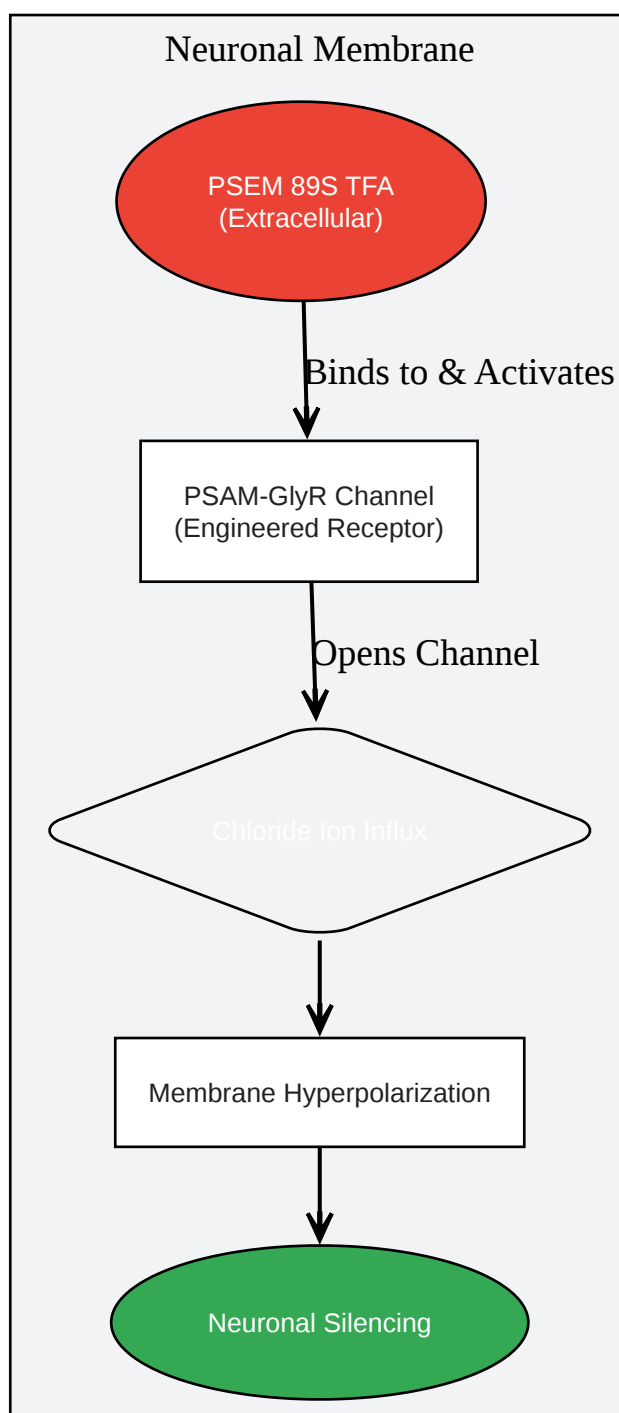 Neuronal Membrane
PSEM 89S TFA
(Extracellular)
Binds to & Activates
PSAM-GlyR Channel
(Engineered Receptor)
Opens Channel
Chloride Ion Influx
Membrane Hyperpolarization
Neuronal Silencing